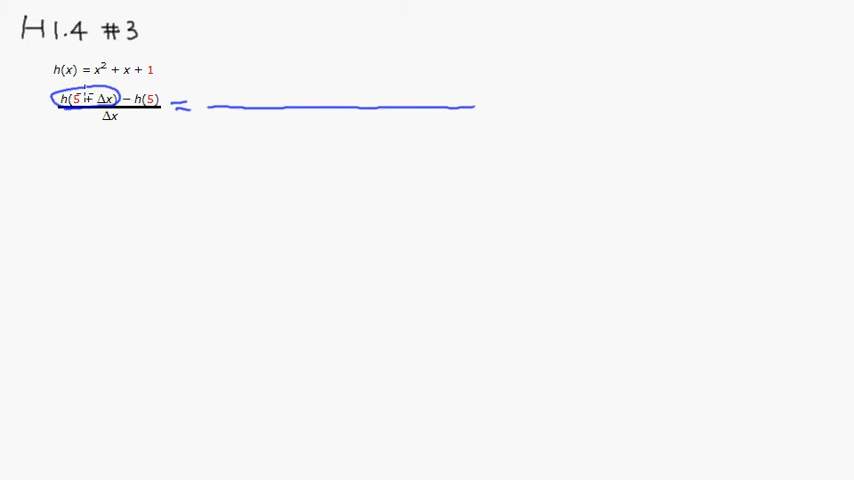 H1.4 #3
h(x) = x² + x + 1
h(5 + Δx) − h(5) =
Δx